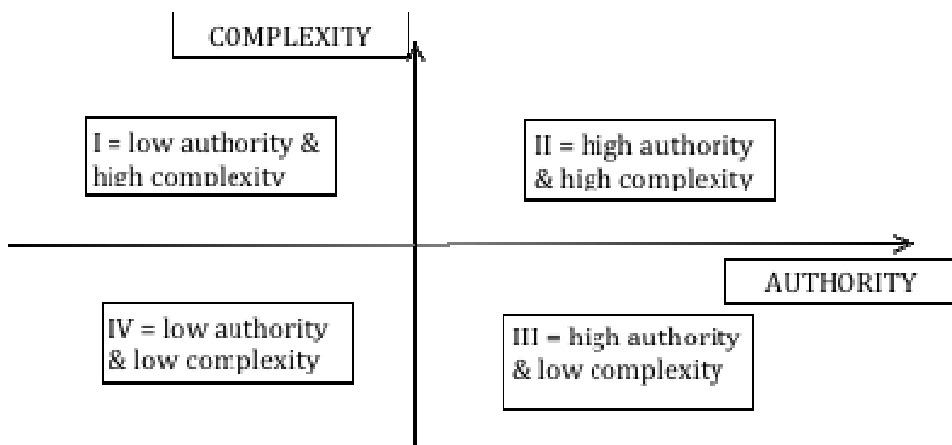 COMPLEXITY
I = low authority &
high complexity
II = high authority
& high complexity
AUTHORITY
IV = low authority
& low complexity
III = high authority
& low complexity